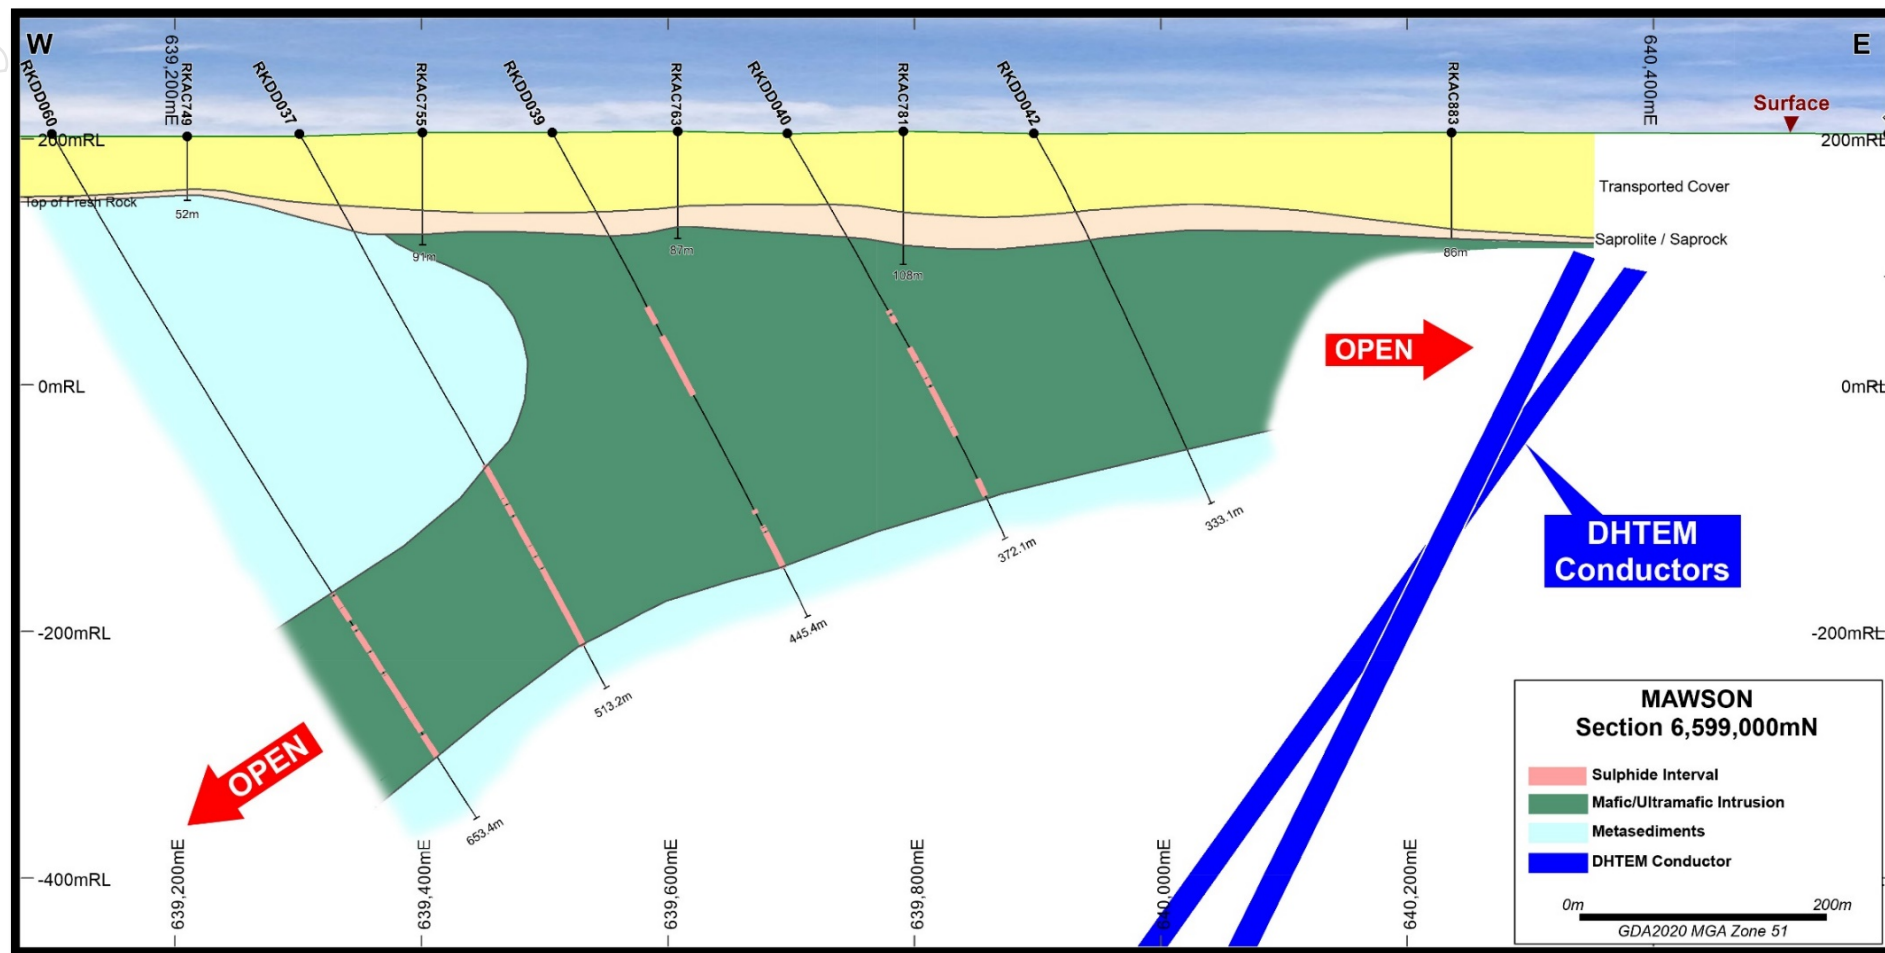 W
E
639,200mE
640,400mE
RKDD060
RKAC749
RKDD037
RKAC755
RKDD039
RKAC763
RKDD040
RKAC781
RKDD042
RKAC883
Surface
200mRL
200mRL
Transported Cover
Top of Fresh Rock
52m
Saprolite / Saprock
91m
87m
108m
86m
OPEN
0mRL
0mRL
DHTEM
Conductors
333.1m
372.1m
445.4m
513.2m
653.4m
-200mRL
-200mRL
OPEN
-400mRL
639,200mE
639,400mE
639,600mE
639,800mE
640,000mE
640,200mE
MAWSON
Section 6,599,000mN
Sulphide Interval
Mafic/Ultramafic Intrusion
Metasediments
DHTEM Conductor
0m
200m
GDA2020 MGA Zone 51